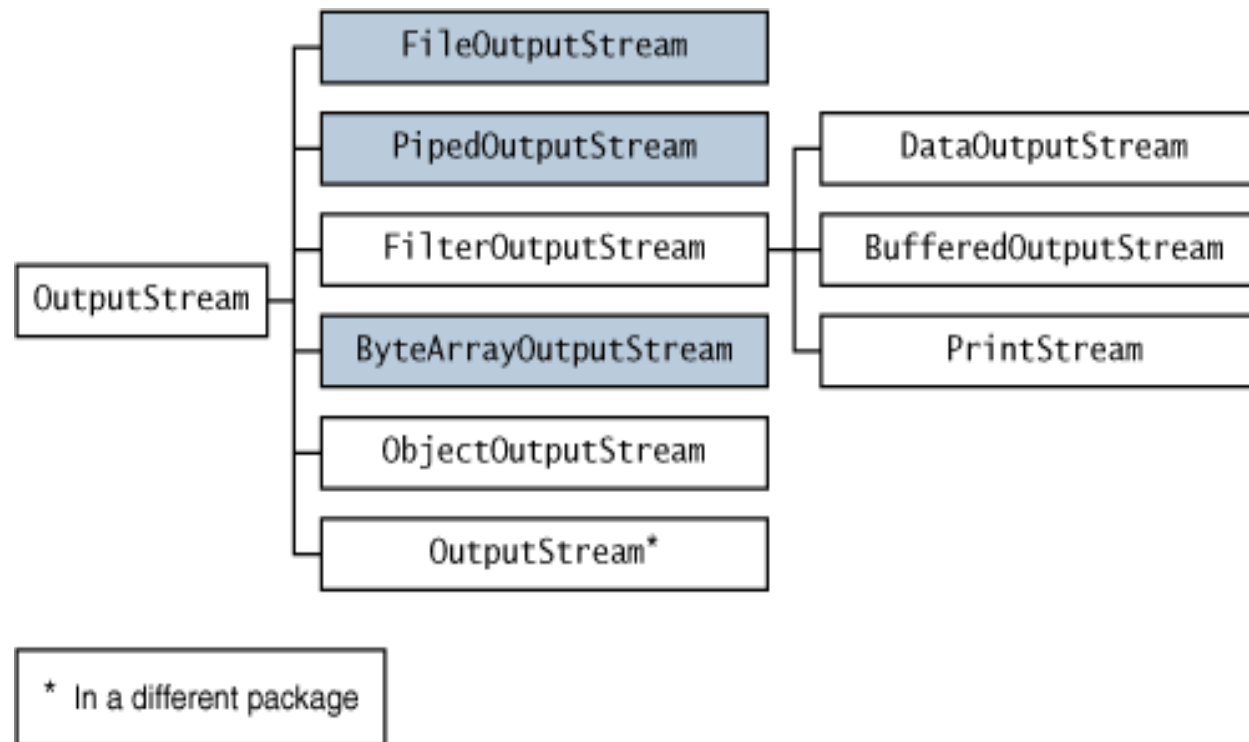 FileOutputStream
PipedOutputStream
DataOutputStream
FilterOutputStream
BufferedOutputStream
OutputStream
ByteArrayOutputStream
PrintStream
ObjectOutputStream
OutputStream*
* In a different package